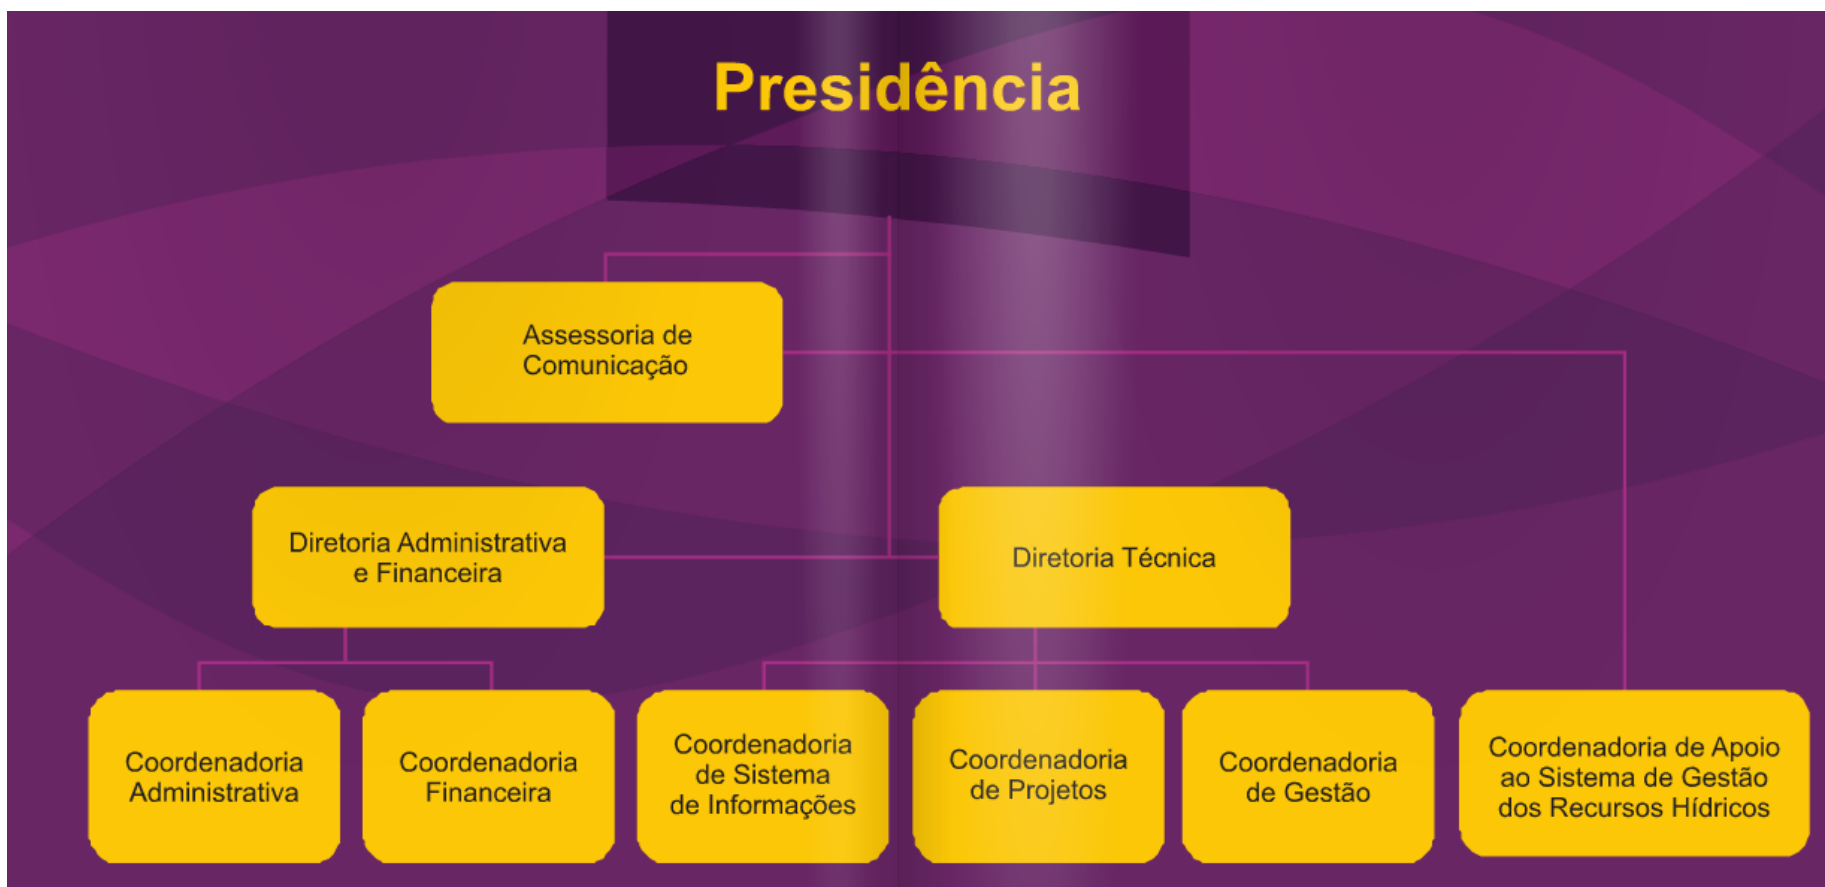 Presidência
Assessoria de
Comunicação
Diretoria Administrativa
e Financeira
Diretoria Técnica
Coordenadoria
Administrativa
Coordenadoria
Financeira
Coordenadoria
de Sistema
de Informações
Coordenadoria
de Projetos
Coordenadoria
de Gestão
Coordenadoria de Apoio
ao Sistema de Gestão
dos Recursos Hídricos